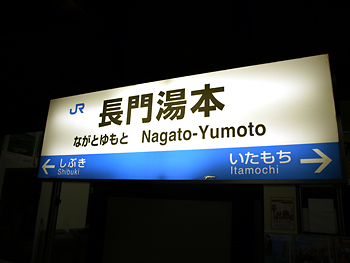 JR 長門湯本
ながとゆもと Nagato-Yumoto
← しぶき いたもち →
Shibuki Itamochi